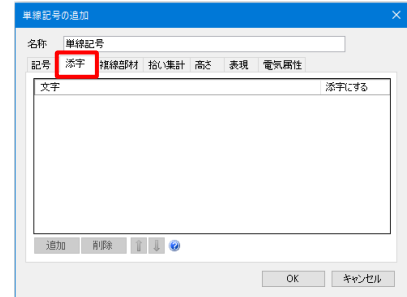 単線記号の追加
名称 単線記号
記号 添字 複線部材 拾い集計 高さ 表現 電気属性
文字 添字にする
追加 削除
OK キャンセル